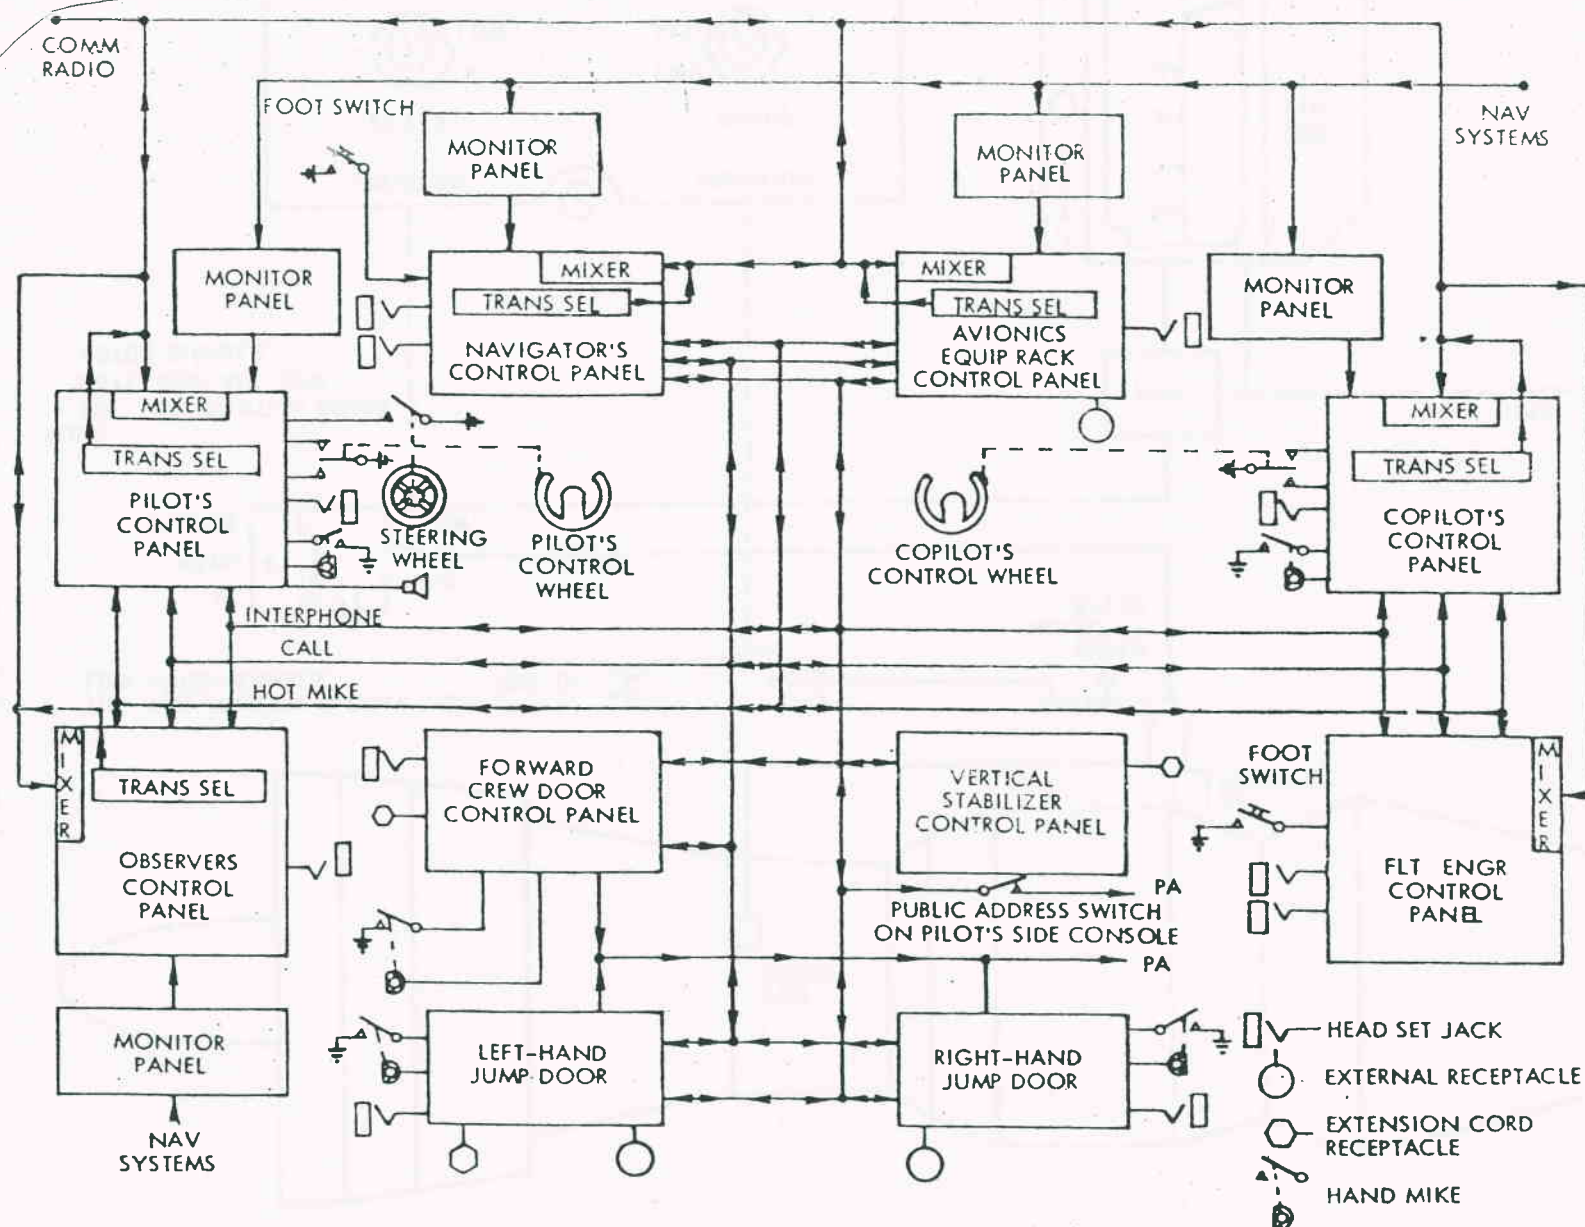 COMM
RADIO
FOOT SWITCH
NAV
SYSTEMS
MONITOR
PANEL
MONITOR
PANEL
MONITOR
PANEL
MONITOR
PANEL
MIXER
TRANS SEL
NAVIGATOR'S
CONTROL PANEL
MIXER
TRANS SEL
AVIONICS
EQUIP RACK
CONTROL PANEL
MIXER
TRANS SEL
PILOT'S
CONTROL
PANEL
STEERING
WHEEL
PILOT'S
CONTROL
WHEEL
COPILOT'S
CONTROL WHEEL
MIXER
TRANS SEL
COPILOT'S
CONTROL
PANEL
INTERPHONE
CALL
HOT MIKE
MIXER
TRANS SEL
OBSERVERS
CONTROL
PANEL
FORWARD
CREW DOOR
CONTROL PANEL
VERTICAL
STABILIZER
CONTROL PANEL
FOOT
SWITCH
MIXER
FLT ENGR
CONTROL
PANEL
PA
PUBLIC ADDRESS SWITCH
ON PILOT'S SIDE CONSOLE
PA
MONITOR
PANEL
NAV
SYSTEMS
LEFT-HAND
JUMP DOOR
RIGHT-HAND
JUMP DOOR
HEAD SET JACK
EXTERNAL RECEPTACLE
EXTENSION CORD
RECEPTACLE
HAND MIKE